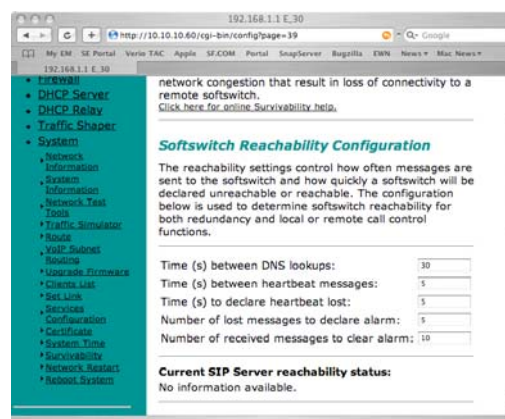 192.168.1.1 E_30
http://10.10.10.60/cgi-bin/config?page=39
Google
My EM SE Portal Verio TAC Apple SF.COM Portal SnapServer Bugzilla EWN News Mac News
192.168.1.1 E_30
Firewall
DHCP Server
DHCP Relay
Traffic Shaper
System
Network
Information
System
Information
Network Test
Tools
Traffic Simulator
Route
VoIP Subnet
Routing
Upgrade Firmware
Clients List
Set Link
Services
Configuration
Certificate
System Time
Survivability
Network Restart
Reboot System
network congestion that result in loss of connectivity to a
remote softswitch.
Click here for online Survivability help.
Softswitch Reachability Configuration
The reachability settings control how often messages are
sent to the softswitch and how quickly a softswitch will be
declared unreachable or reachable. The configuration
below is used to determine softswitch reachability for
both redundancy and local or remote call control
functions.
Time (s) between DNS lookups: 30
Time (s) between heartbeat messages: 5
Time (s) to declare heartbeat lost: 5
Number of lost messages to declare alarm: 5
Number of received messages to clear alarm: 10
Current SIP Server reachability status:
No information available.